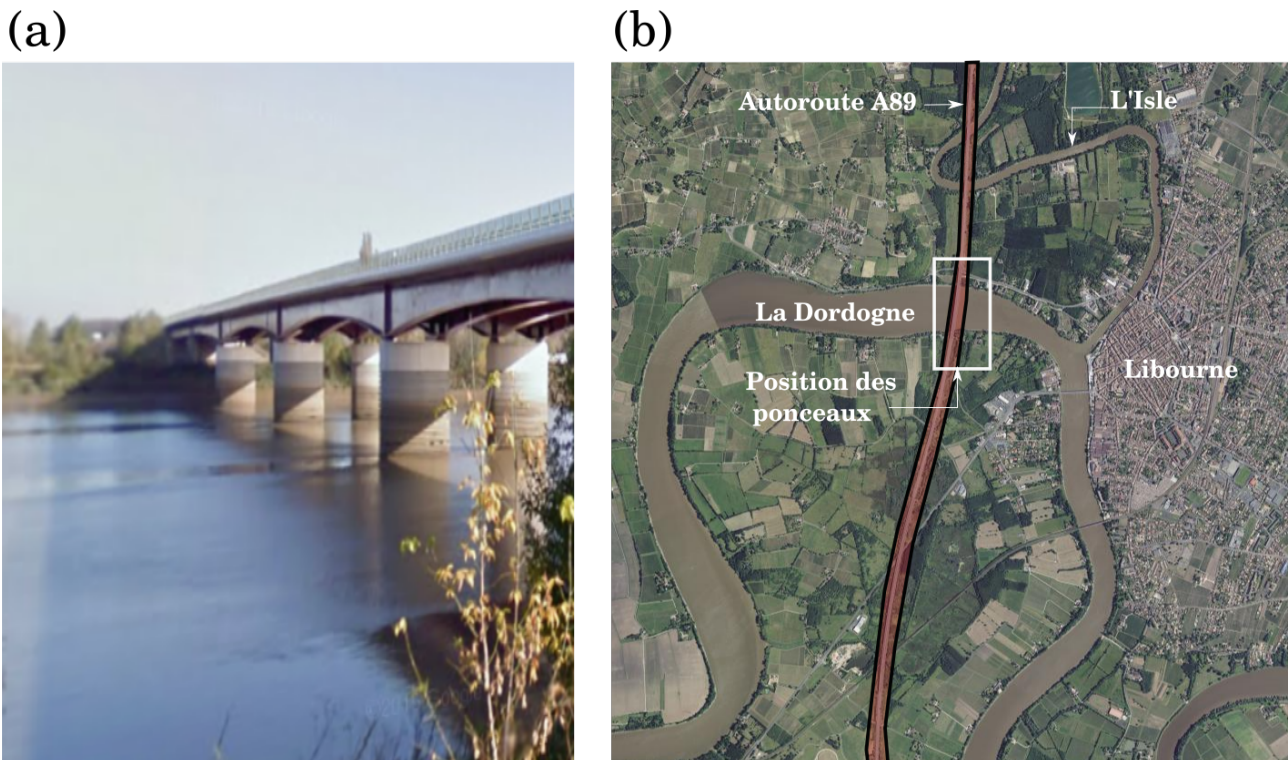 (a)
(b)
Autoroute A89
L'Isle
La Dordogne
Libourne
Position des
ponceaux